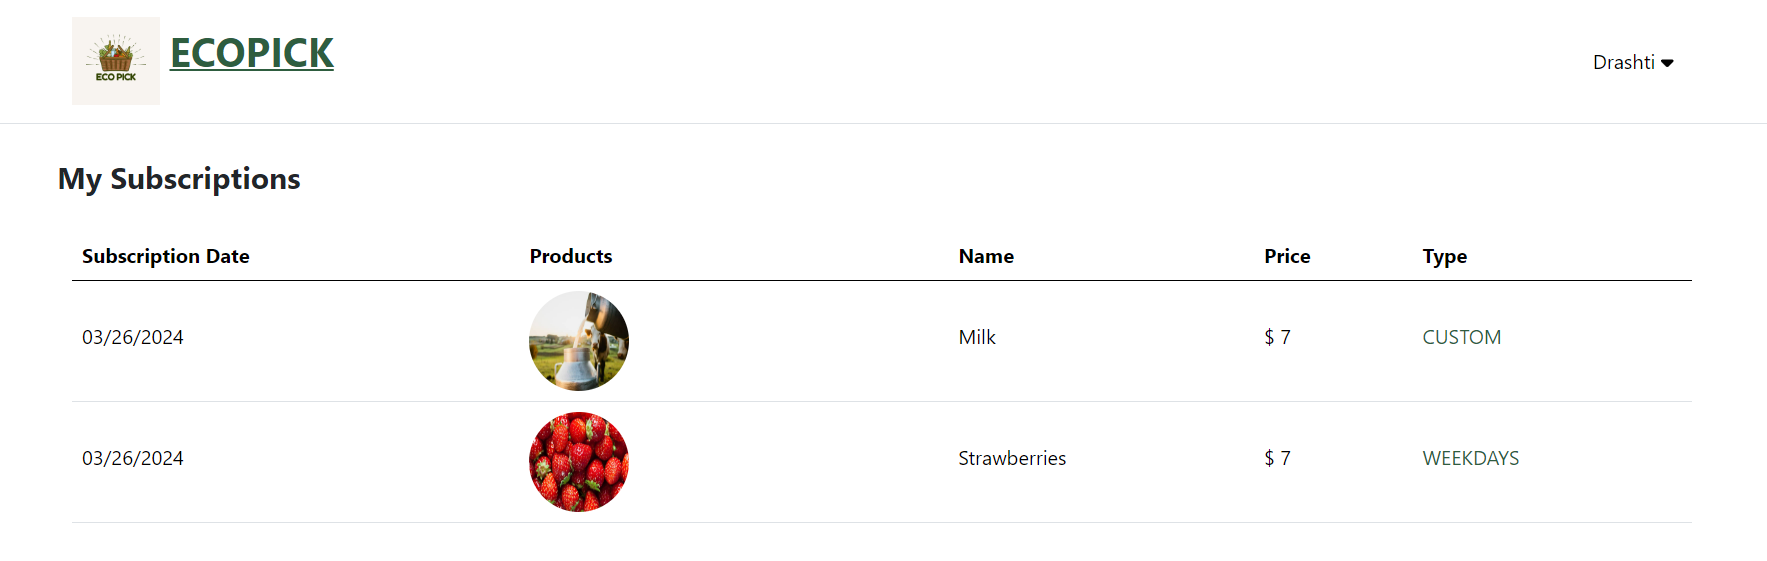 ECO PICK
ECOPICK
Drashti
My Subscriptions
Subscription Date Products Name Price Type
03/26/2024 Milk $ 7 CUSTOM
03/26/2024 Strawberries $ 7 WEEKDAYS